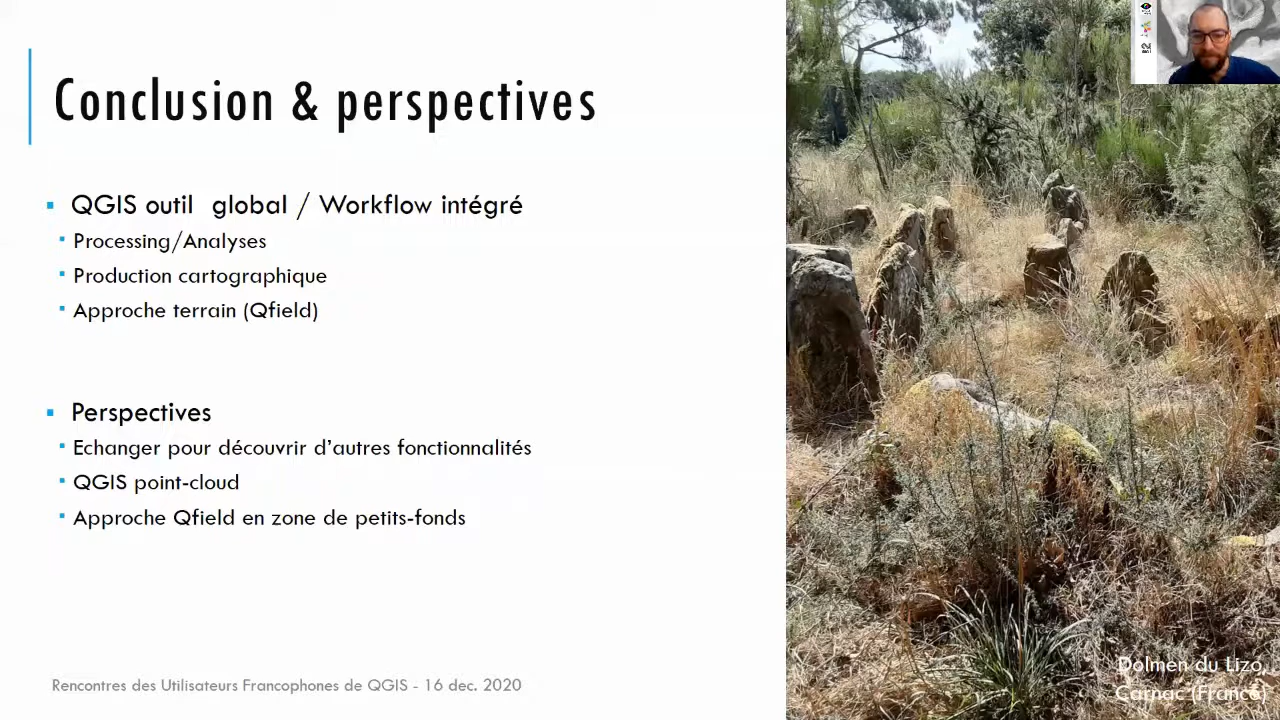 Conclusion & perspectives
QGIS outil global / Workflow intégré
Processing/Analyses
Production cartographique
Approche terrain (Qfield)
Perspectives
Echanger pour découvrir d'autres fonctionnalités
QGIS point-cloud
Approche Qfield en zone de petits-fonds
Rencontres des Utilisateurs Francophones de QGIS - 16 dec. 2020
Dolmen du Lizo,
Carnac (France)